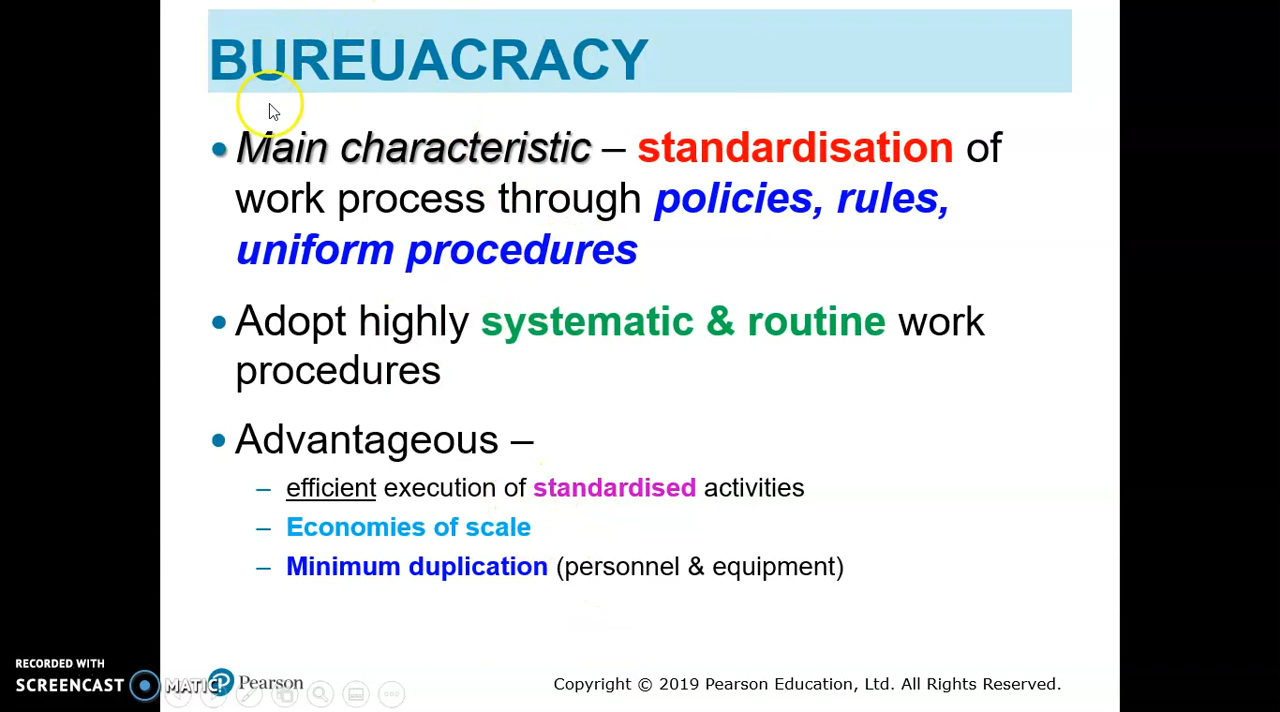 BUREUACRACY
• Main characteristic – standardisation of
work process through policies, rules,
uniform procedures
• Adopt highly systematic & routine work
procedures
• Advantageous –
– efficient execution of standardised activities
– Economies of scale
– Minimum duplication (personnel & equipment)
RECORDED WITH
SCREENCAST MATIC
Pearson
Copyright © 2019 Pearson Education, Ltd. All Rights Reserved.